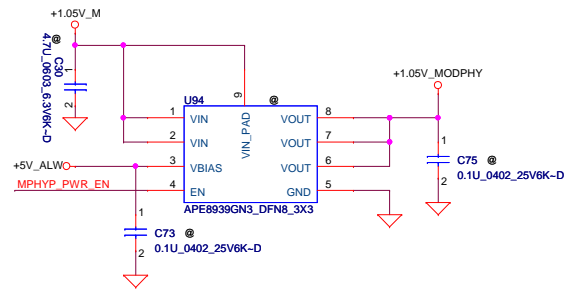 +1.05V_M
@
C30
4.7U_0603_6.3V6K~D
1
2
9
U94
@
+1.05V_MODPHY
1
VIN
VIN_PAD
VOUT
8
2
VIN
VOUT
7
+5V_ALW
3
VBIAS
VOUT
6
MPHYP_PWR_EN
4
EN
GND
5
APE8939GN3_DFN8_3X3
1
2
C75 @
0.1U_0402_25V6K~D
1
2
C73 @
0.1U_0402_25V6K~D